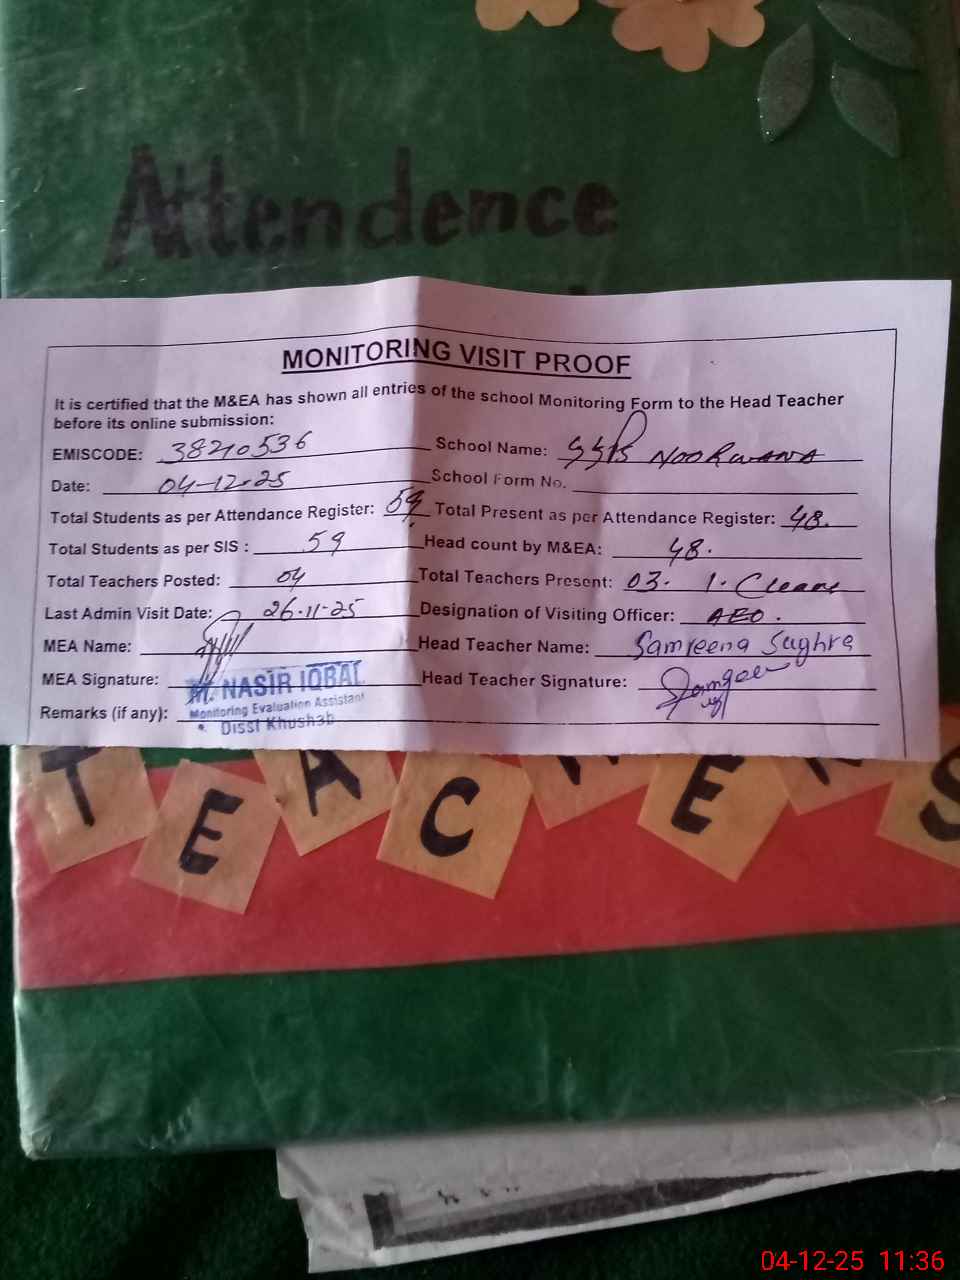 Attendence
MONITORING VISIT PROOF
It is certified that the M&EA has shown all entries of the school Monitoring Form to the Head Teacher
before its online submission:
EMISCODE: 38210536 School Name: GGPS NOORWANA
Date: 04-12-25 School Form No.
Total Students as per Attendance Register: 59 Total Present as per Attendance Register: 48.
Total Students as per SIS : 59 Head count by M&EA: 48.
Total Teachers Posted: 04 Total Teachers Present: 03. 1.
Last Admin Visit Date: 26-11-25 Designation of Visiting Officer: AEO.
MEA Name: Head Teacher Name: Samreena Sughra
MEA Signature: M. NASIR IQBAL Head Teacher Signature:
Monitoring Evaluation Assistant
Disst Khushab
Remarks (if any):
TEACHERS
04-12-25 11:36